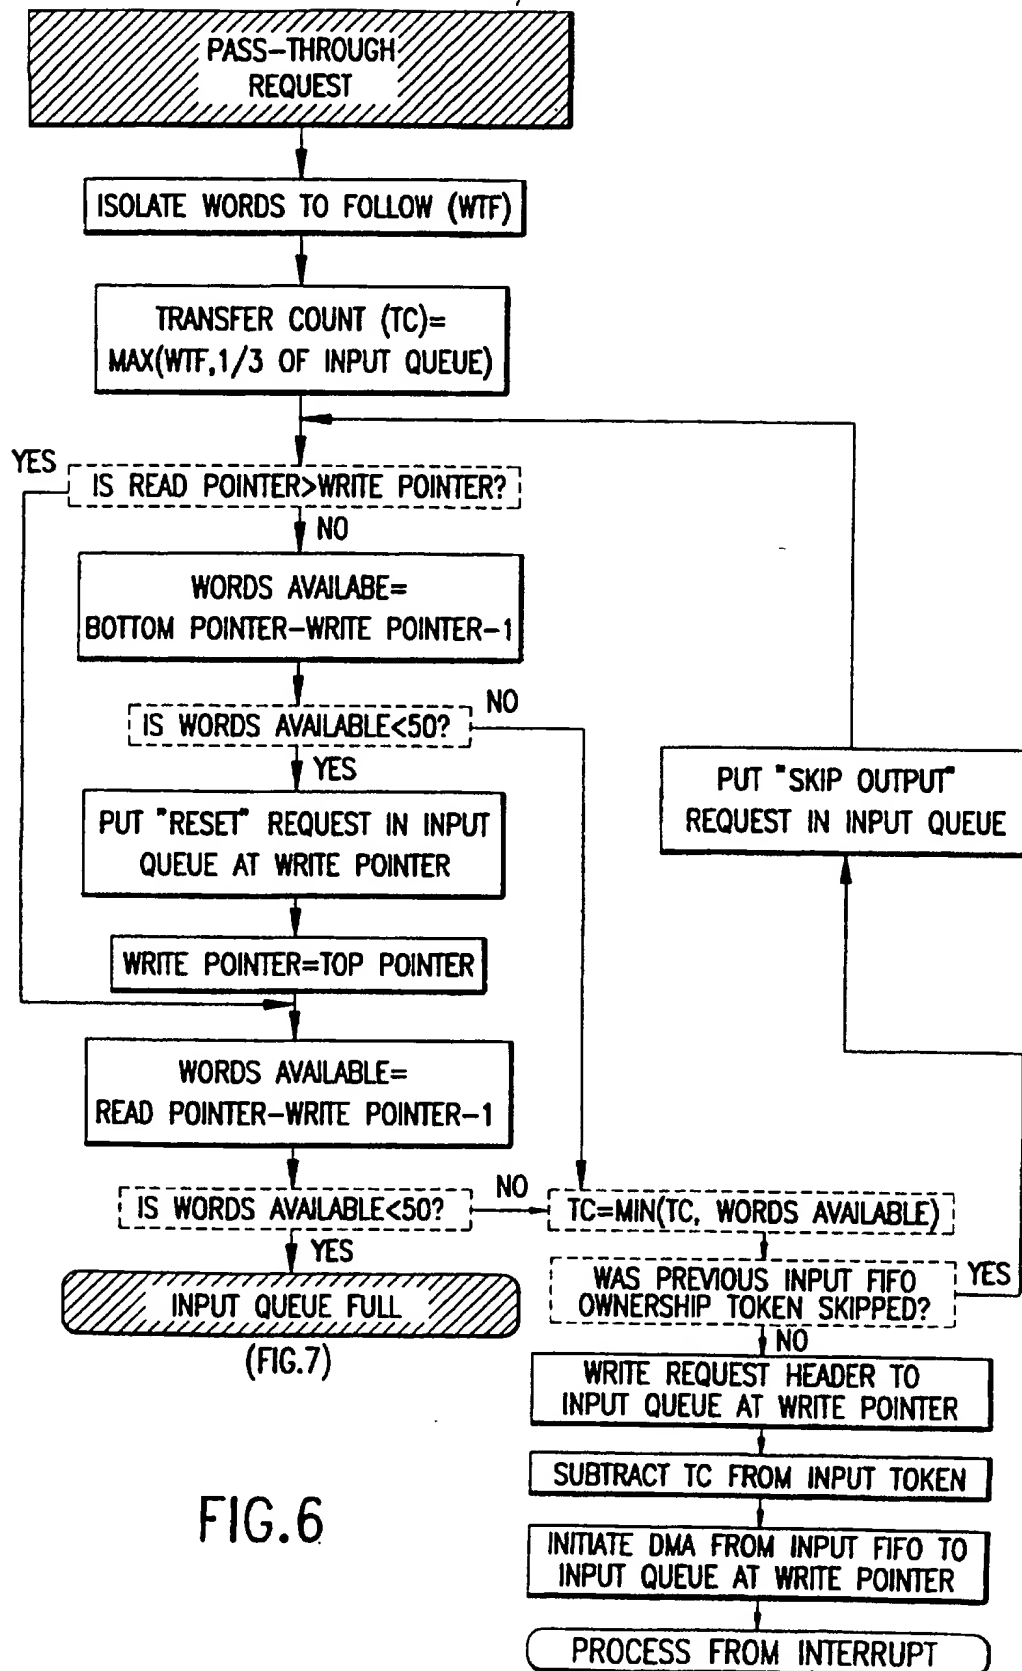 PASS-THROUGH
REQUEST
ISOLATE WORDS TO FOLLOW (WTF)
TRANSFER COUNT (TC)=
MAX(WTF,1/3 OF INPUT QUEUE)
YES
IS READ POINTER>WRITE POINTER?
NO
WORDS AVAILABE=
BOTTOM POINTER-WRITE POINTER-1
IS WORDS AVAILABLE<50?
NO
YES
PUT "RESET" REQUEST IN INPUT
QUEUE AT WRITE POINTER
PUT "SKIP OUTPUT"
REQUEST IN INPUT QUEUE
WRITE POINTER=TOP POINTER
WORDS AVAILABLE=
READ POINTER-WRITE POINTER-1
IS WORDS AVAILABLE<50?
NO
TC=MIN(TC, WORDS AVAILABLE)
YES
INPUT QUEUE FULL
(FIG.7)
WAS PREVIOUS INPUT FIFO
OWNERSHIP TOKEN SKIPPED?
YES
NO
WRITE REQUEST HEADER TO
INPUT QUEUE AT WRITE POINTER
SUBTRACT TC FROM INPUT TOKEN
INITIATE DMA FROM INPUT FIFO TO
INPUT QUEUE AT WRITE POINTER
PROCESS FROM INTERRUPT
FIG.6